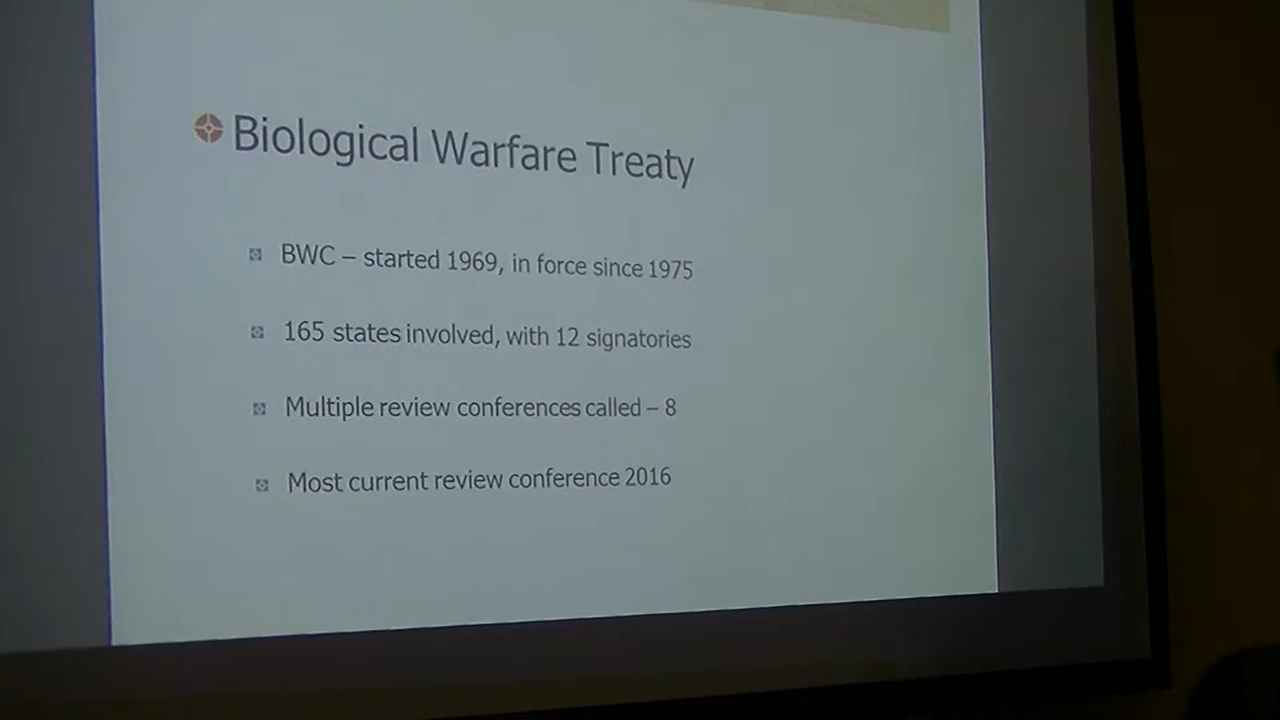 Biological Warfare Treaty
BWC – started 1969, in force since 1975
165 states involved, with 12 signatories
Multiple review conferences called – 8
Most current review conference 2016